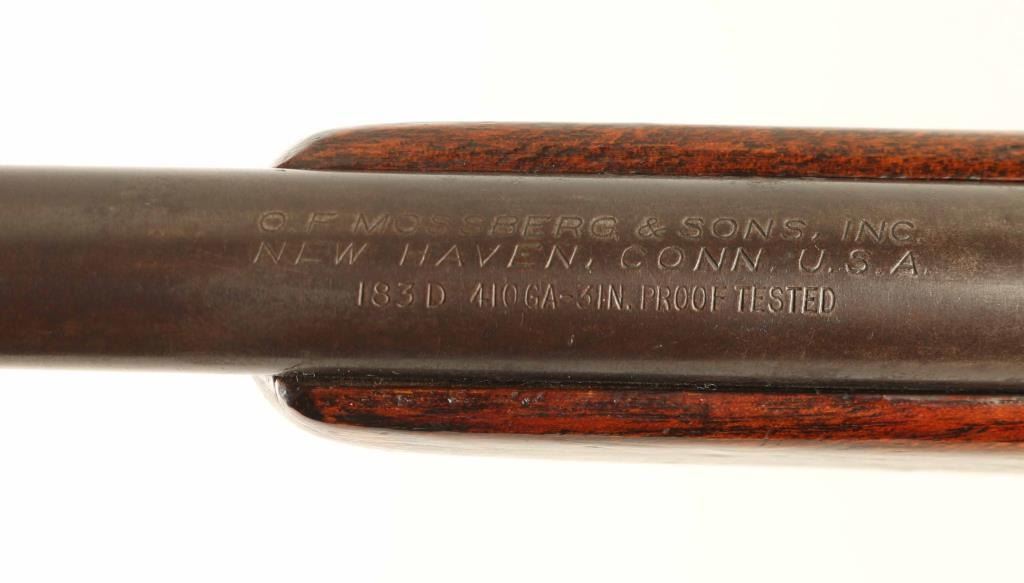 O.F. MOSSBERG & SONS, INC.
NEW HAVEN, CONN. U.S.A.
183D 410GA-3IN. PROOF TESTED